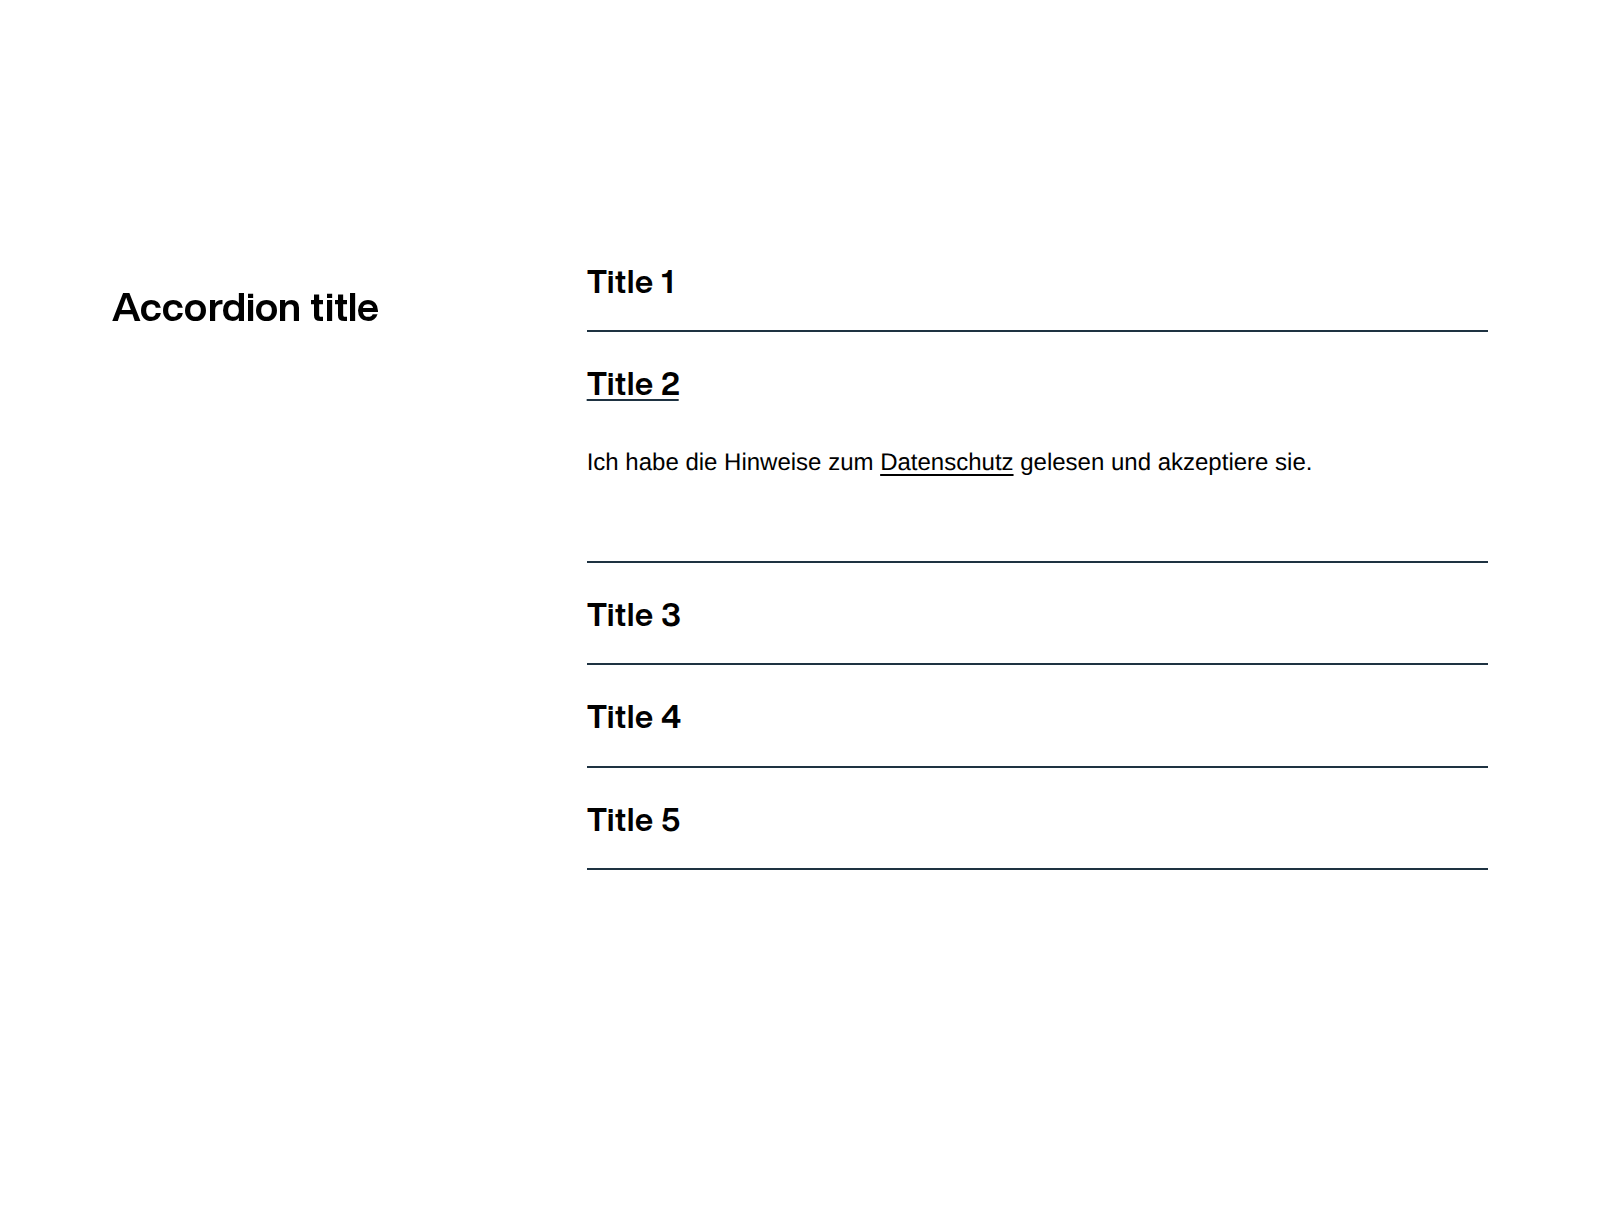 Accordion title
Title 1
Title 2
Ich habe die Hinweise zum Datenschutz gelesen und akzeptiere sie.
Title 3
Title 4
Title 5